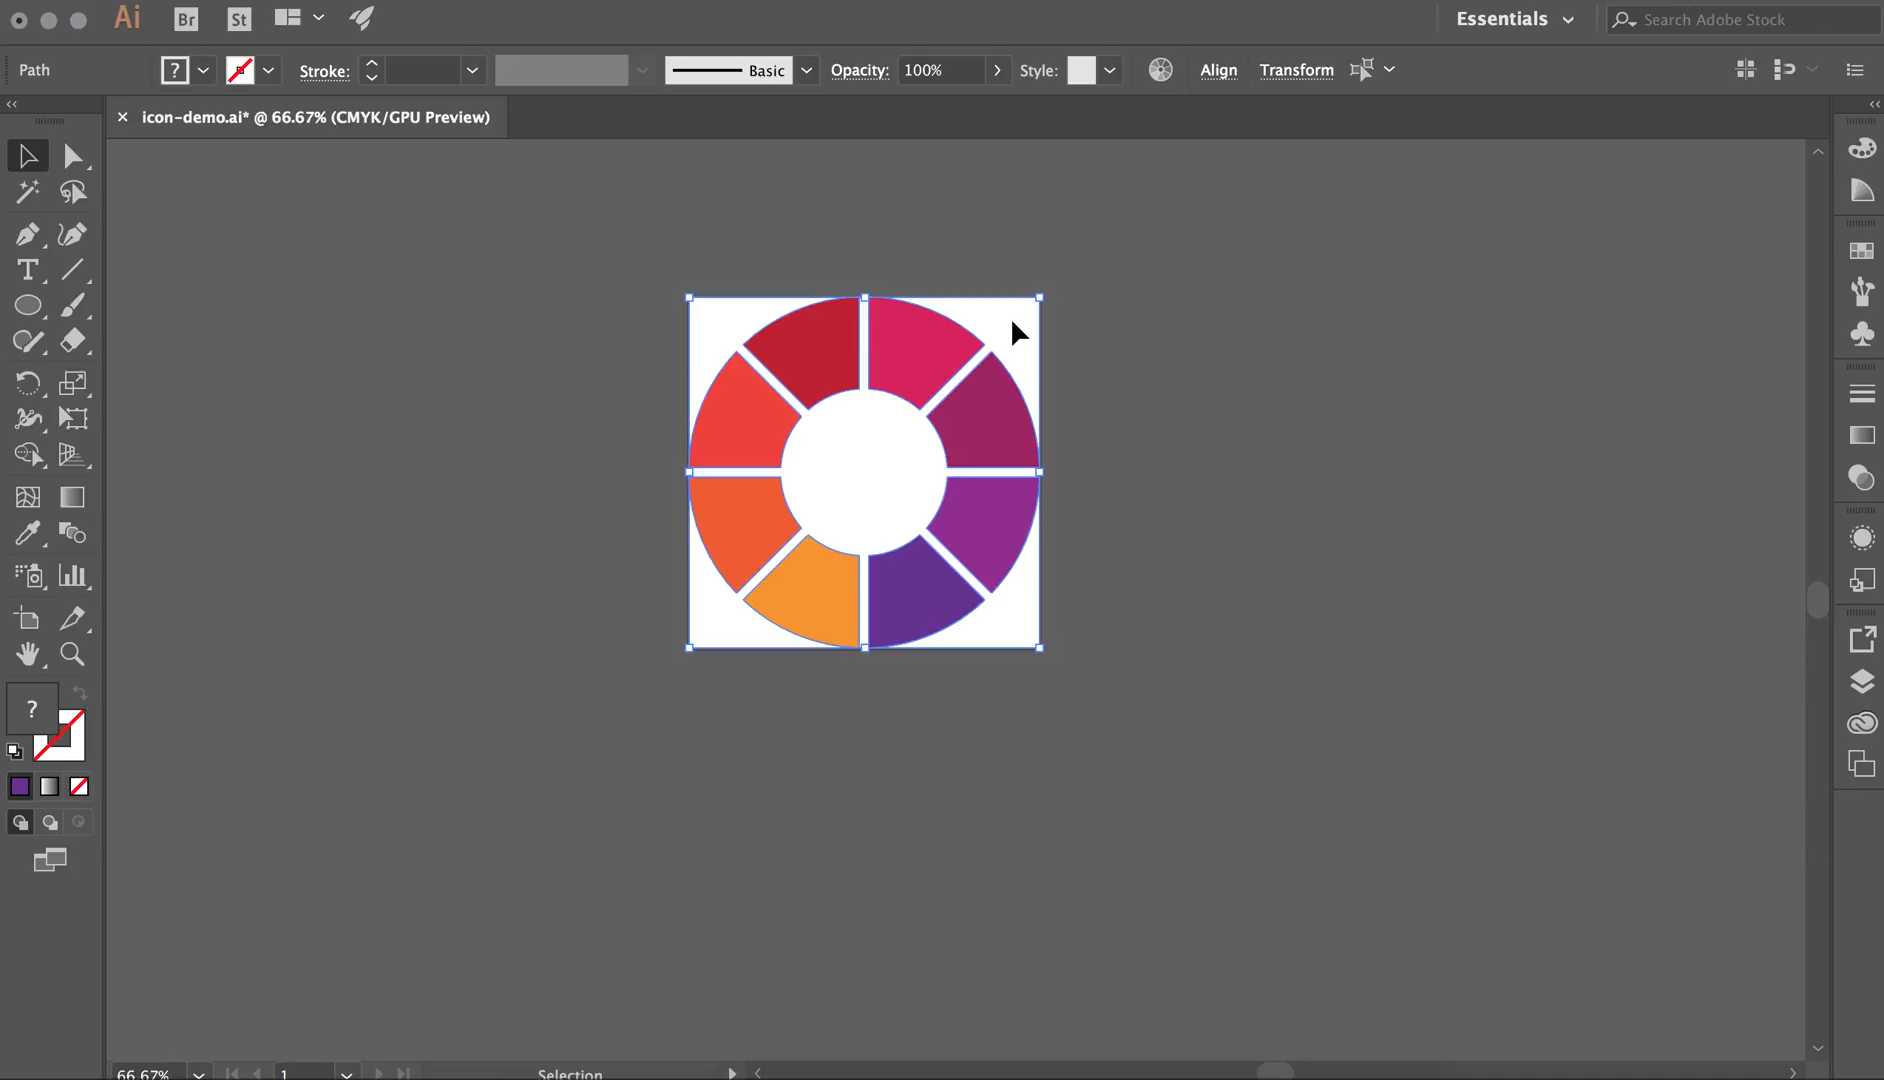 Ai Br St Essentials Search Adobe Stock
Path ? Stroke: Basic Opacity: 100% Style: Align Transform
× icon-demo.ai* @ 66.67% (CMYK/GPU Preview)
T
?
66.67% 1 Selection